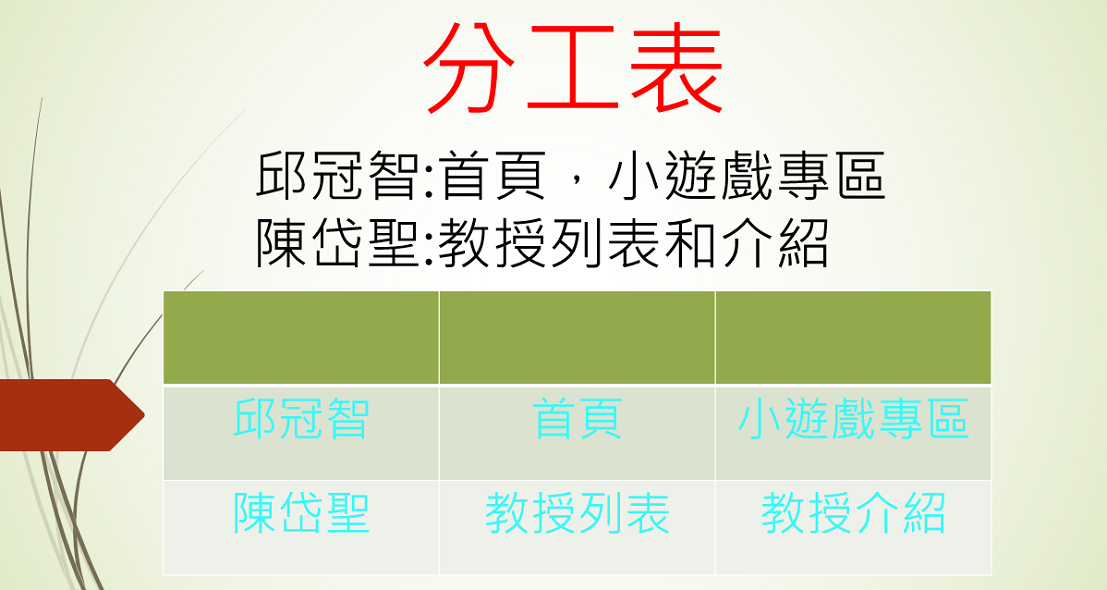 分工表
邱冠智:首頁，小遊戲專區
陳岱聖:教授列表和介紹
邱冠智 首頁 小遊戲專區
陳岱聖 教授列表 教授介紹